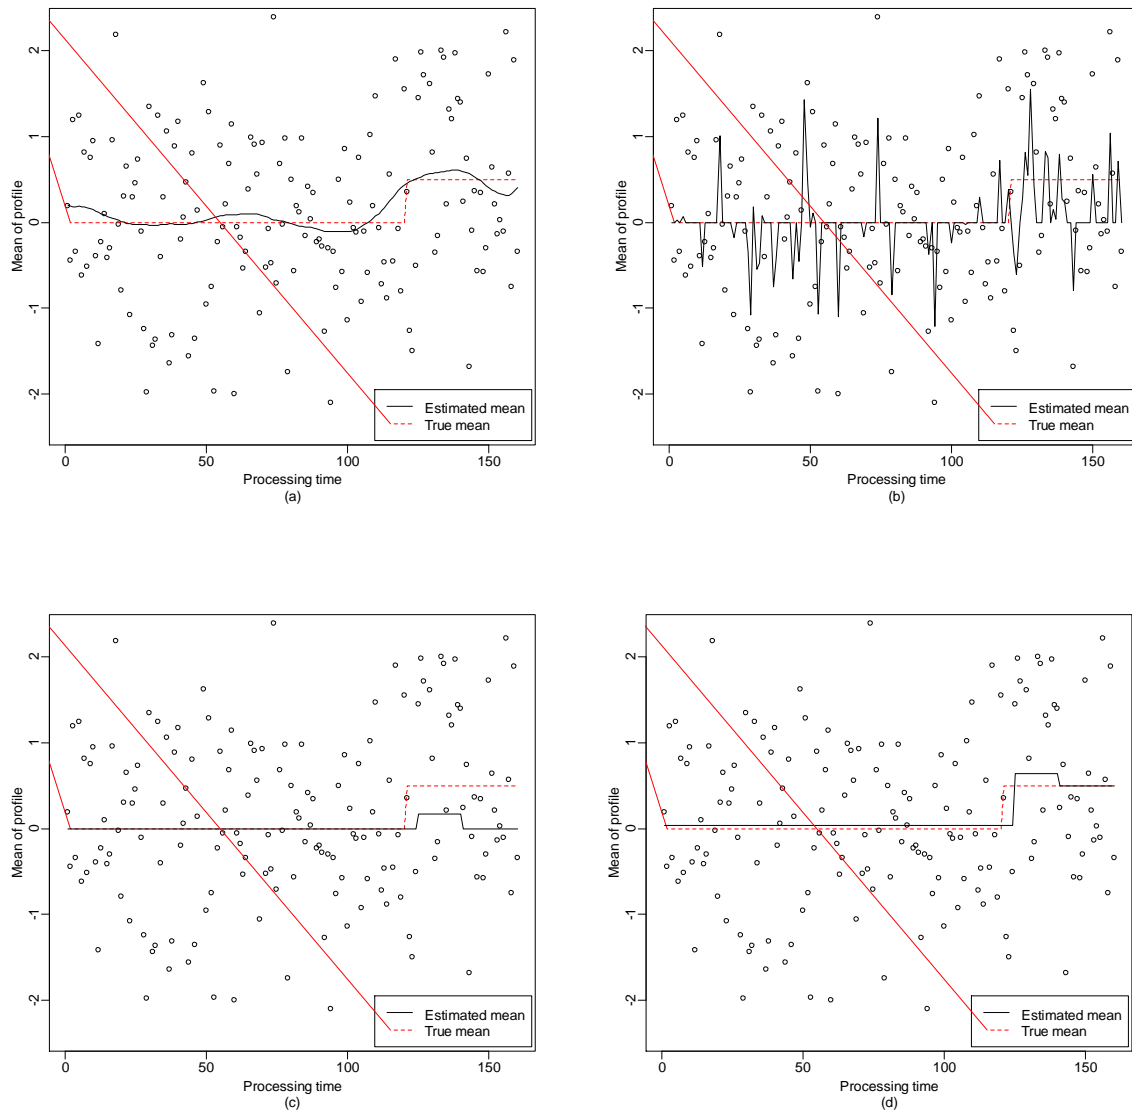 2
1
0
-1
-2
Mean of profile
Estimated mean
True mean
0 50 100 150
Processing time
(a)
2
1
0
-1
-2
Mean of profile
Estimated mean
True mean
0 50 100 150
Processing time
(b)
2
1
0
-1
-2
Mean of profile
Estimated mean
True mean
0 50 100 150
Processing time
(c)
2
1
0
-1
-2
Mean of profile
Estimated mean
True mean
0 50 100 150
Processing time
(d)